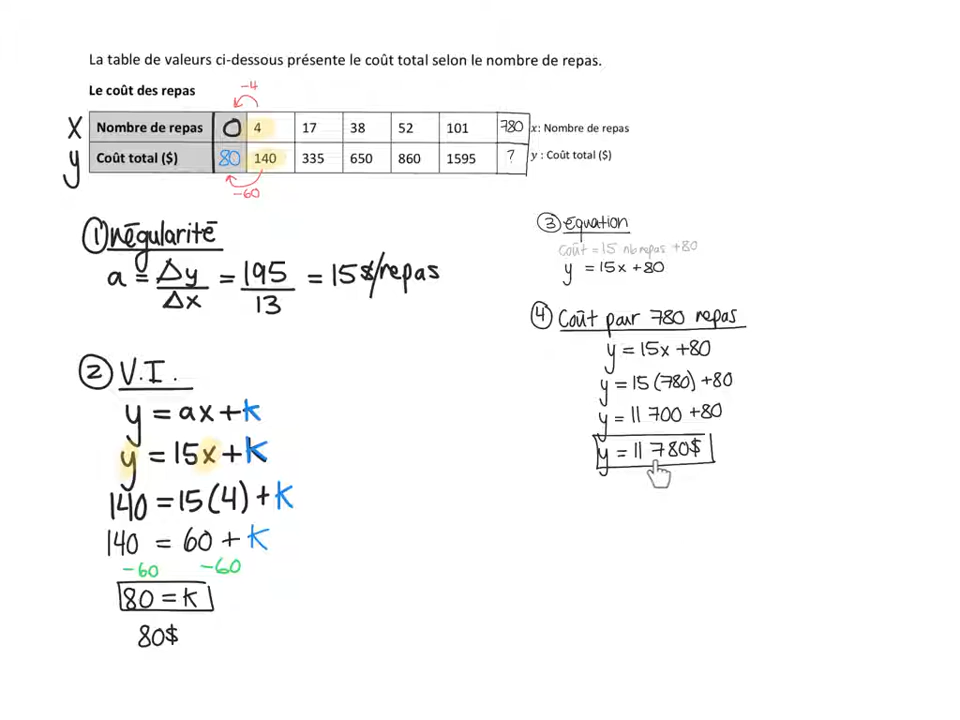 La table de valeurs ci-dessous présente le coût total selon le nombre de repas.
Le coût des repas
-4
x Nombre de repas 0 4 17 38 52 101 780 x: Nombre de repas
y Coût total ($) 80 140 335 650 860 1595 ? y : Coût total ($)
-60
① régularité
a = Δy/Δx = 195/13 = 15$/repas
② V.I.
y = ax + k
y = 15x + k
140 = 15(4) + k
140 = 60 + k
-60 -60
80 = k
80$
③ équation
Coût = 15 nb repas + 80
y = 15x + 80
④ Coût pour 780 repas
y = 15x + 80
y = 15(780) + 80
y = 11 700 + 80
y = 11 780$